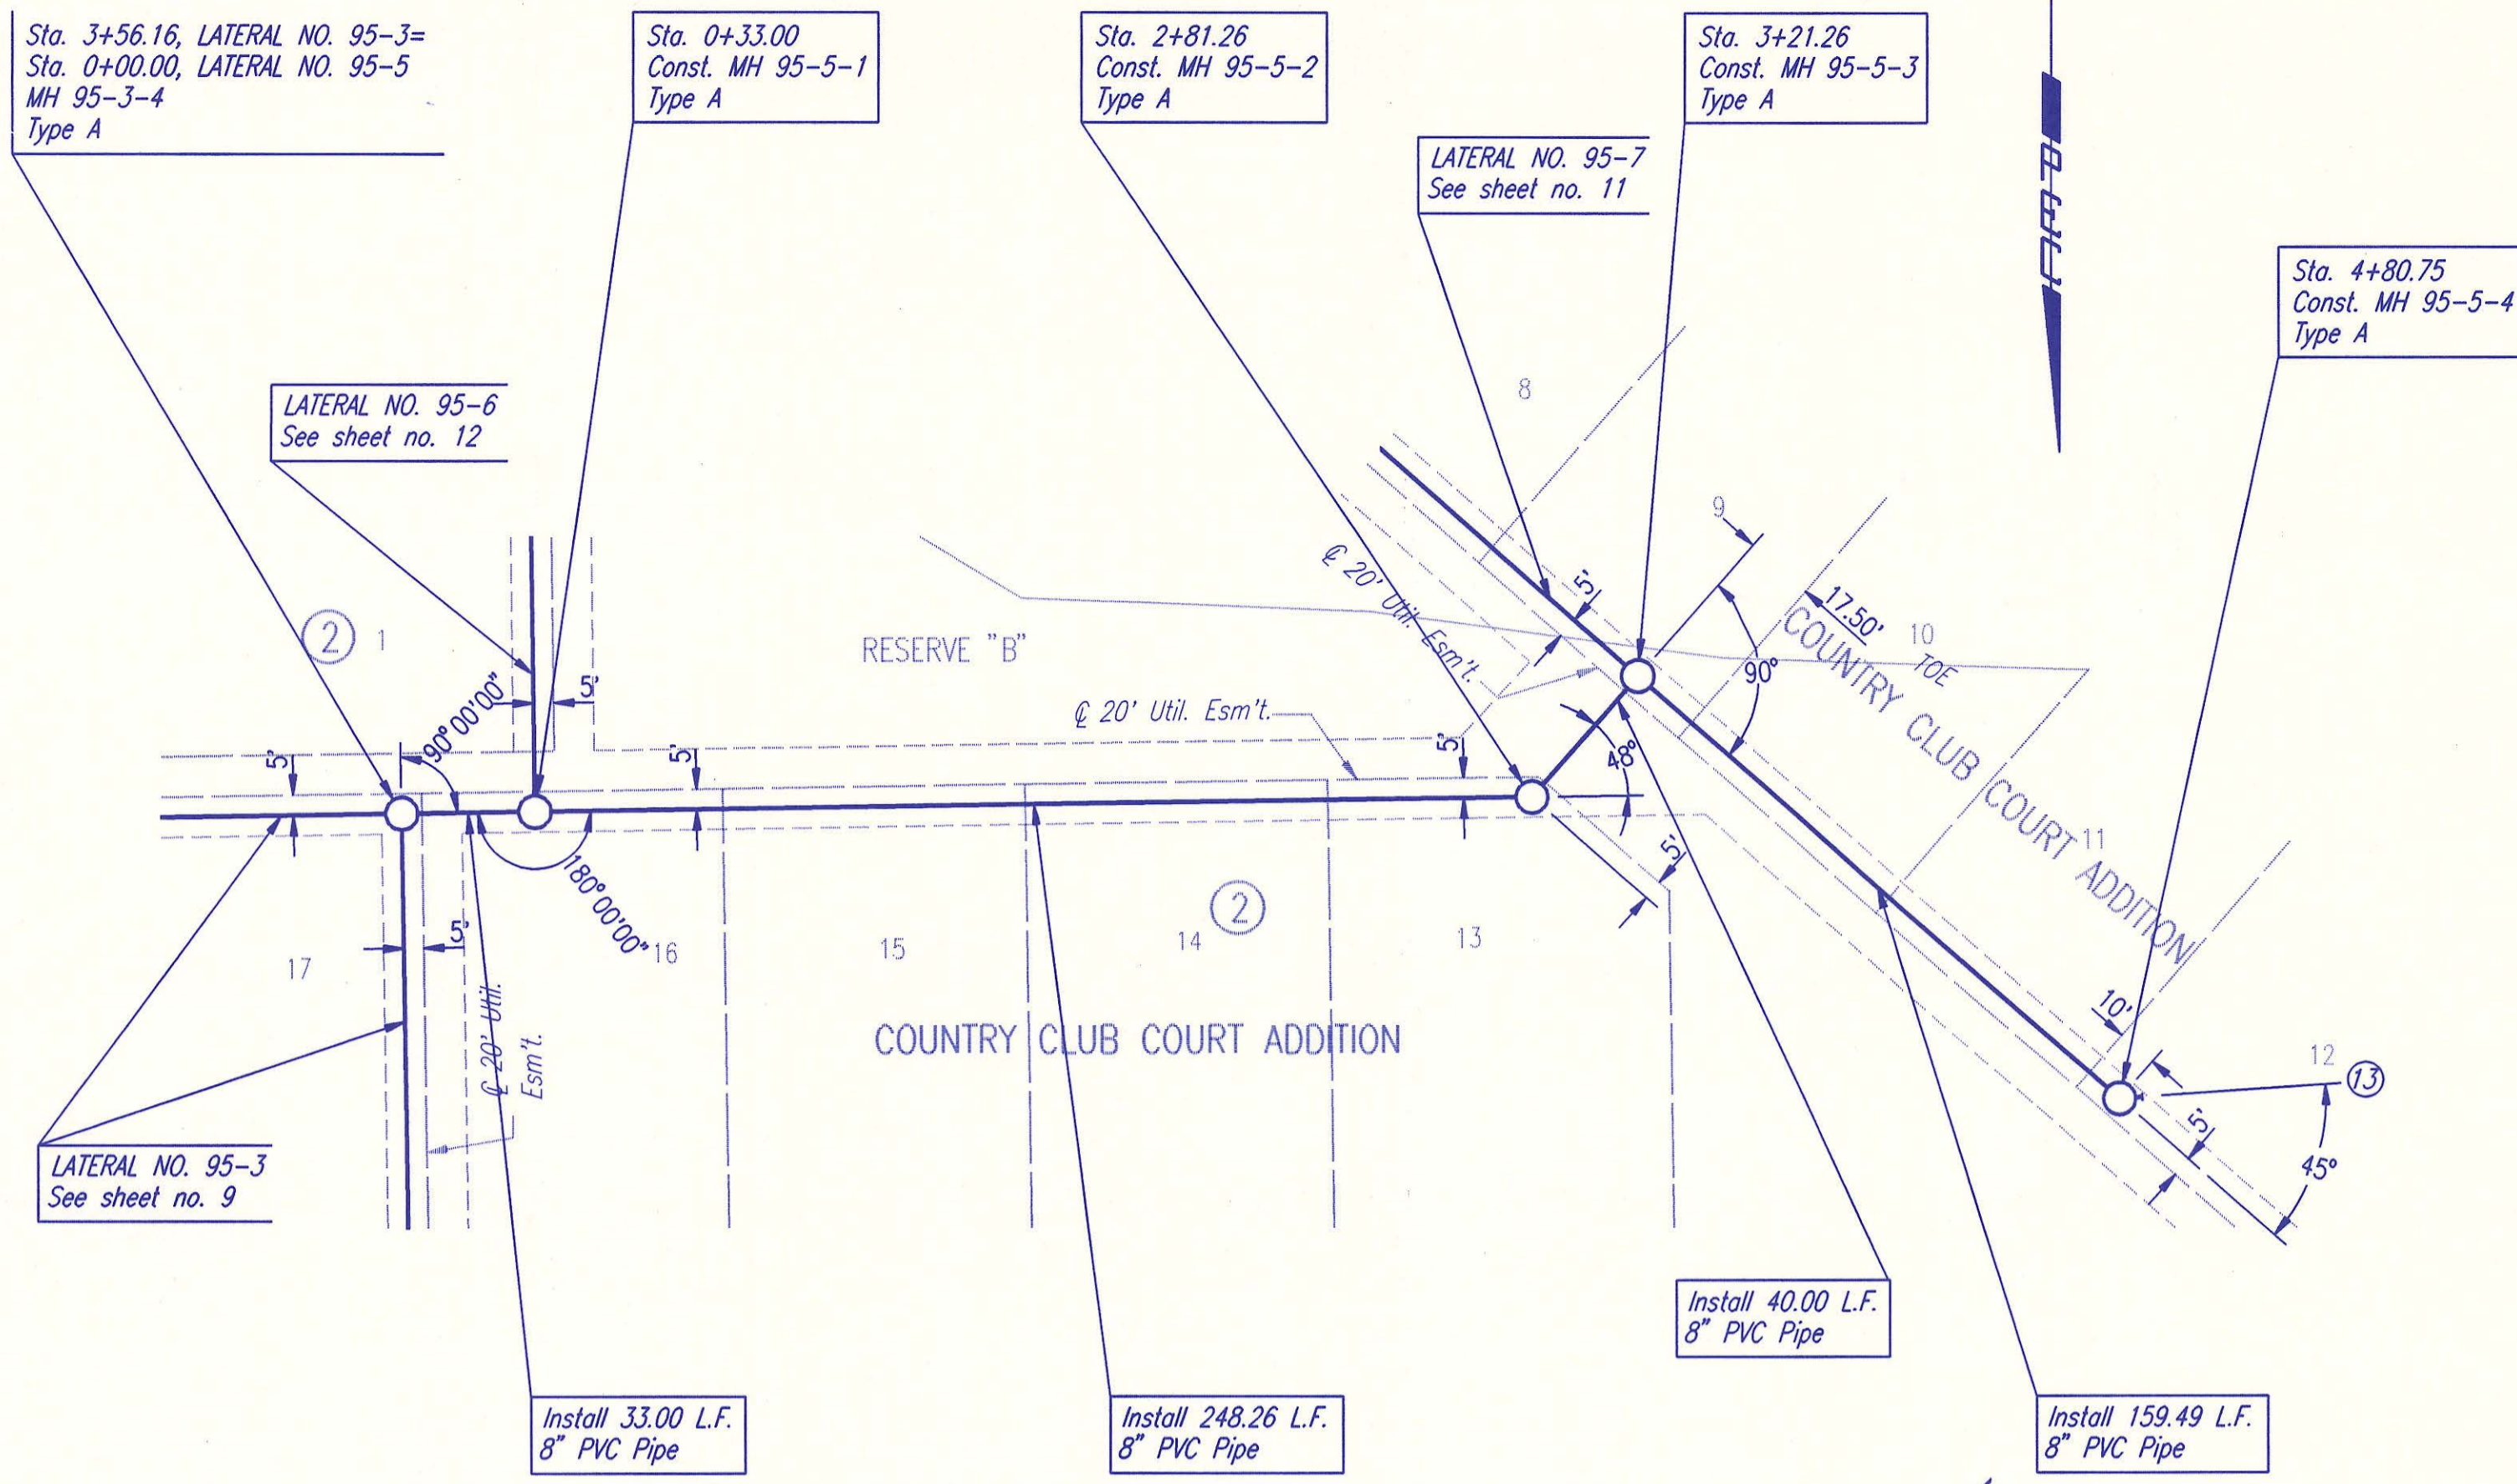 Sta. 3+56.16, LATERAL NO. 95-3=
Sta. 0+00.00, LATERAL NO. 95-5
MH 95-3-4
Type A
Sta. 0+33.00
Const. MH 95-5-1
Type A
Sta. 2+81.26
Const. MH 95-5-2
Type A
Sta. 3+21.26
Const. MH 95-5-3
Type A
LATERAL NO. 95-7
See sheet no. 11
Sta. 4+80.75
Const. MH 95-5-4
Type A
LATERAL NO. 95-6
See sheet no. 12
8
9
℄ 20' Util. Esm't.
5'
17.50'
10
TOE
90°
COUNTRY CLUB COURT ADDITION
2
1
RESERVE "B"
90°00'00"
5'
℄ 20' Util. Esm't.
5'
5'
5'
48°
5'
11
180°00'00"
2
17
5'
16
15
14
13
℄ 20' Util.
Esm't.
COUNTRY CLUB COURT ADDITION
10'
12
13
5'
45°
LATERAL NO. 95-3
See sheet no. 9
Install 40.00 L.F.
8" PVC Pipe
Install 33.00 L.F.
8" PVC Pipe
Install 248.26 L.F.
8" PVC Pipe
Install 159.49 L.F.
8" PVC Pipe